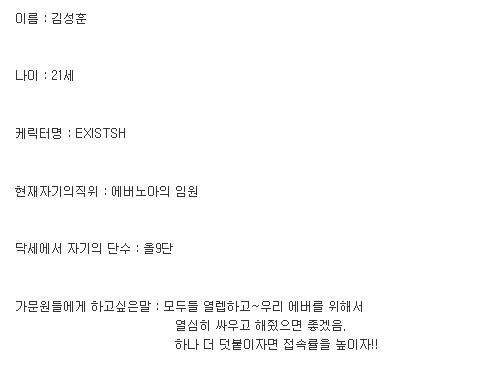 이름 : 김성훈
나이 : 21세
케릭터명 : EXISTSH
현재자기의직위 : 에버노아의 임원
닥세에서 자기의 단수 : 올9단
가문원들에게 하고싶은말 : 모두들 열렙하고~우리 에버를 위해서
열심히 싸우고 해줬으면 좋겠음.
하나 더 덧붙이자면 접속률을 높이자!!